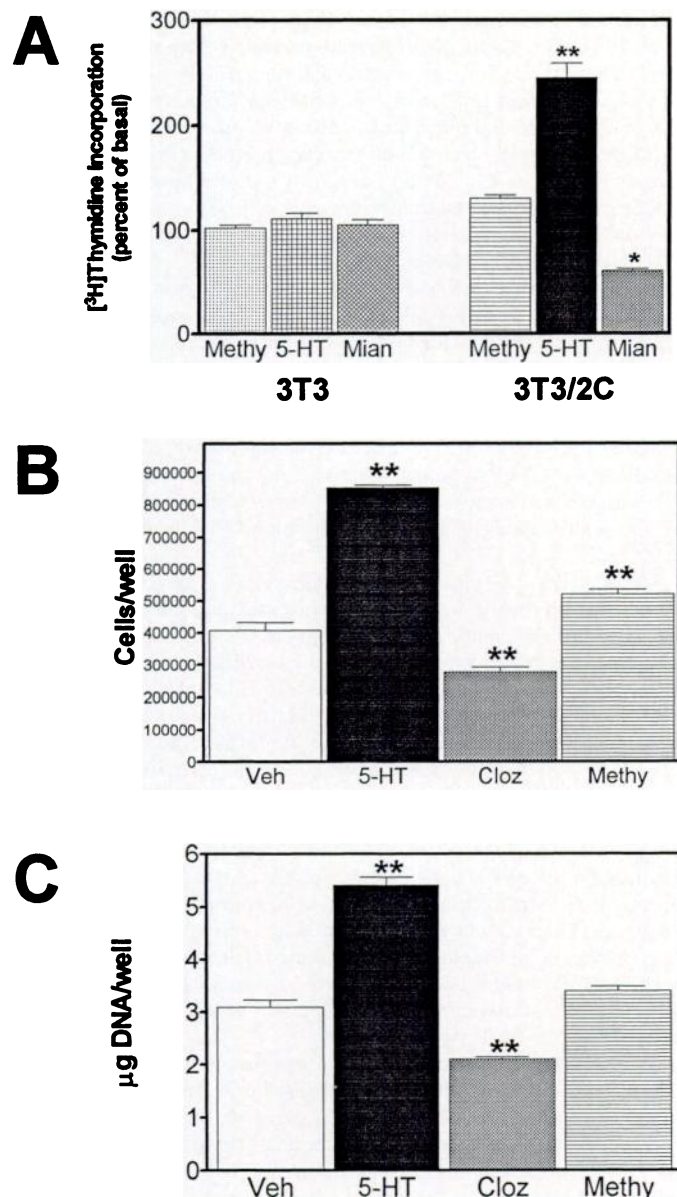 A
[³H]Thymidine Incorporation
(percent of basal)
300
200
100
0
**
*
Methy 5-HT Mian
Methy 5-HT Mian
3T3
3T3/2C
B
Cells/well
900000
800000
700000
600000
500000
400000
300000
200000
100000
0
**
**
**
Veh 5-HT Cloz Methy
C
µg DNA/well
6
5
4
3
2
1
0
**
**
Veh 5-HT Cloz Methy